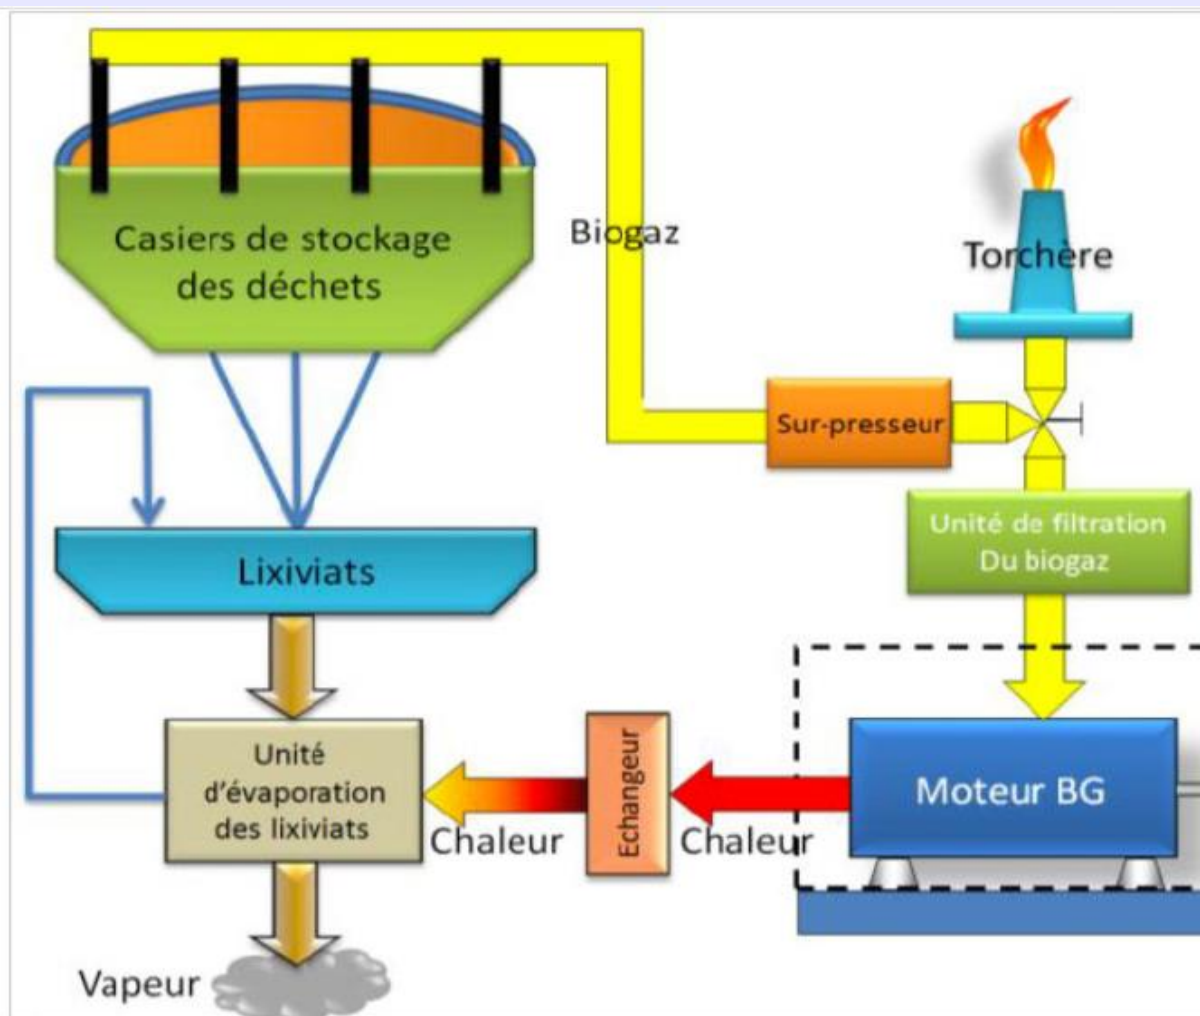 Casiers de stockage
des déchets
Biogaz
Torchère
Sur-presseur
Unité de filtration
Du biogaz
Lixiviats
Unité
d'évaporation
des lixiviats
Chaleur
Echangeur
Chaleur
Moteur BG
Vapeur